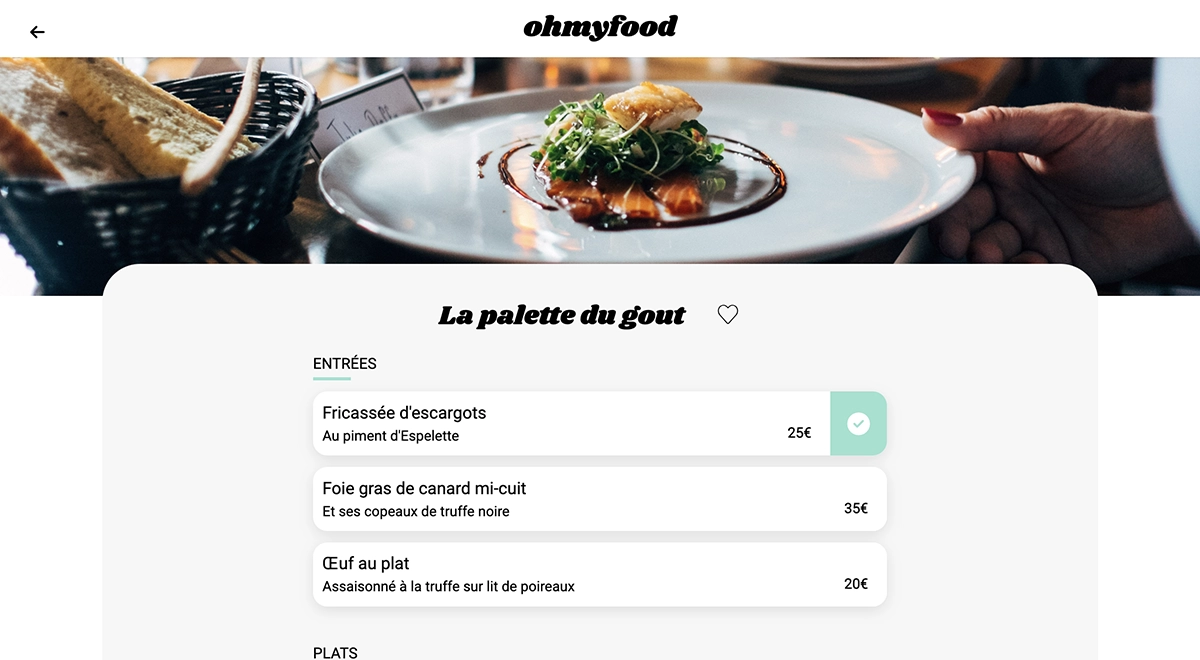 ohmyfood
La palette du gout
ENTRÉES
Fricassée d'escargots
Au piment d'Espelette
25€
Foie gras de canard mi-cuit
Et ses copeaux de truffe noire
35€
Œuf au plat
Assaisonné à la truffe sur lit de poireaux
20€
PLATS